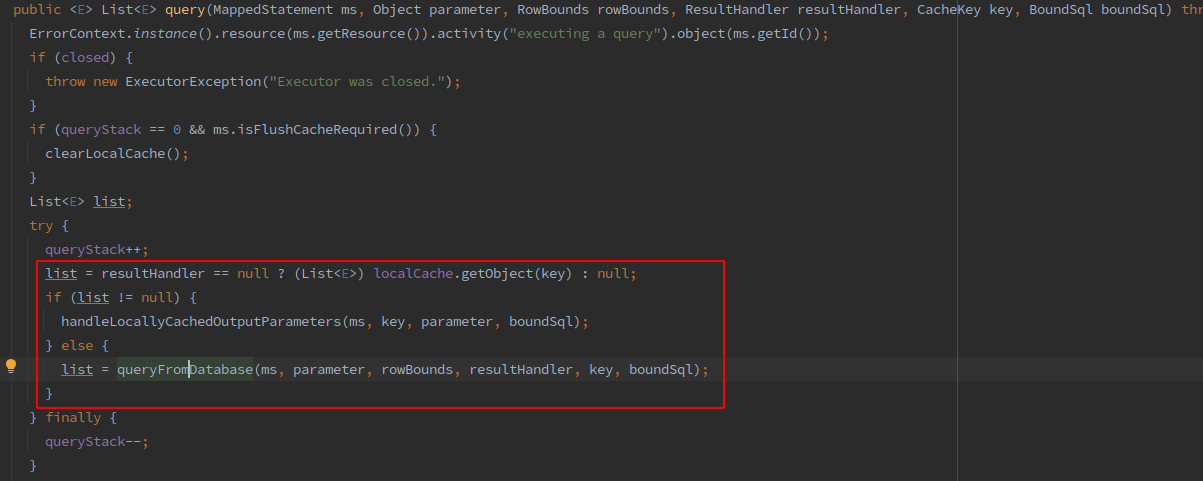 public <E> List<E> query(MappedStatement ms, Object parameter, RowBounds rowBounds, ResultHandler resultHandler, CacheKey key, BoundSql boundSql) thr
ErrorContext.instance().resource(ms.getResource()).activity("executing a query").object(ms.getId());
if (closed) {
throw new ExecutorException("Executor was closed.");
}
if (queryStack == 0 && ms.isFlushCacheRequired()) {
clearLocalCache();
}
List<E> list;
try {
queryStack++;
list = resultHandler == null ? (List<E>) localCache.getObject(key) : null;
if (list != null) {
handleLocallyCachedOutputParameters(ms, key, parameter, boundSql);
} else {
list = queryFromDatabase(ms, parameter, rowBounds, resultHandler, key, boundSql);
}
} finally {
queryStack--;
}